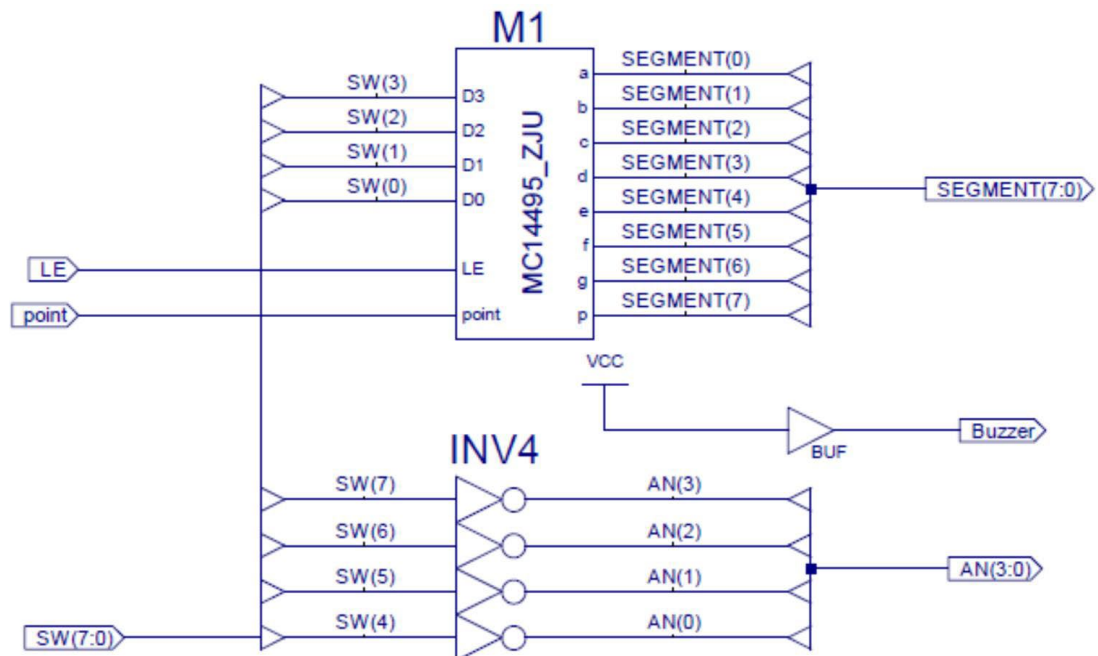 M1
MC14495_ZJU
SW(3)
SW(2)
SW(1)
SW(0)
D3
D2
D1
D0
LE
LE
point
point
a
b
c
d
e
f
g
p
SEGMENT(0)
SEGMENT(1)
SEGMENT(2)
SEGMENT(3)
SEGMENT(4)
SEGMENT(5)
SEGMENT(6)
SEGMENT(7)
SEGMENT(7:0)
VCC
BUF
Buzzer
INV4
SW(7)
AN(3)
SW(6)
AN(2)
SW(5)
AN(1)
SW(4)
AN(0)
AN(3:0)
SW(7:0)